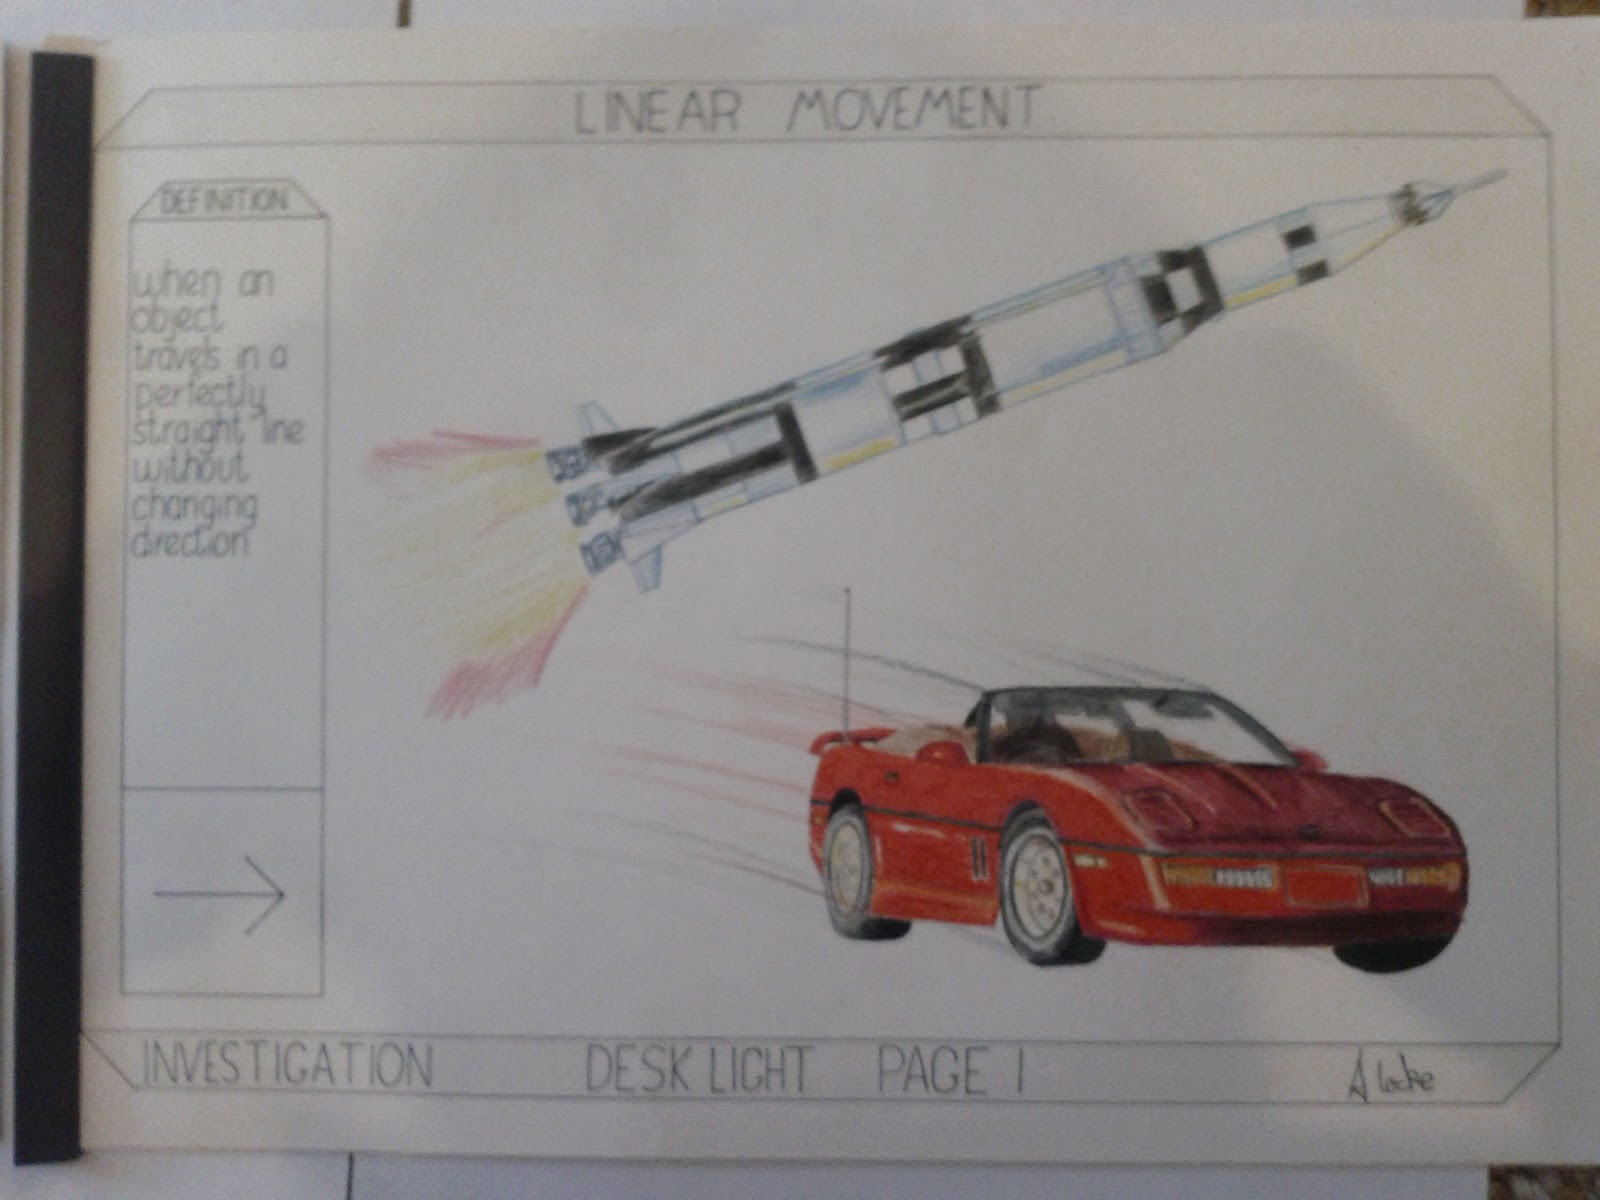 LINEAR MOVEMENT
DEFINITION
when an
object
travels in a
perfectly
straight line
without
changing
direction
INVESTIGATION DESK LIGHT PAGE 1
A Locke